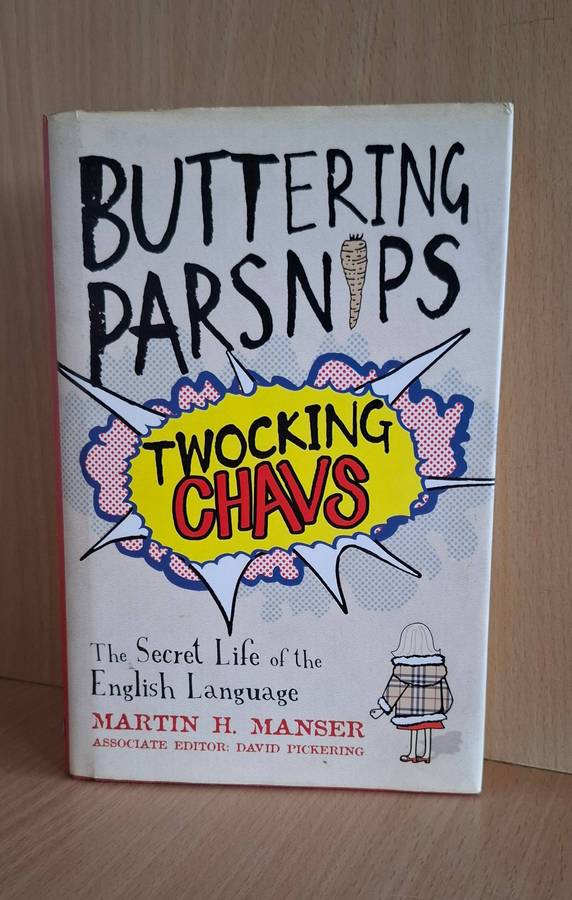 BUTTERING
PARSNIPS
TWOCKING
CHAVS
The Secret Life of the
English Language
MARTIN H. MANSER
ASSOCIATE EDITOR: DAVID PICKERING